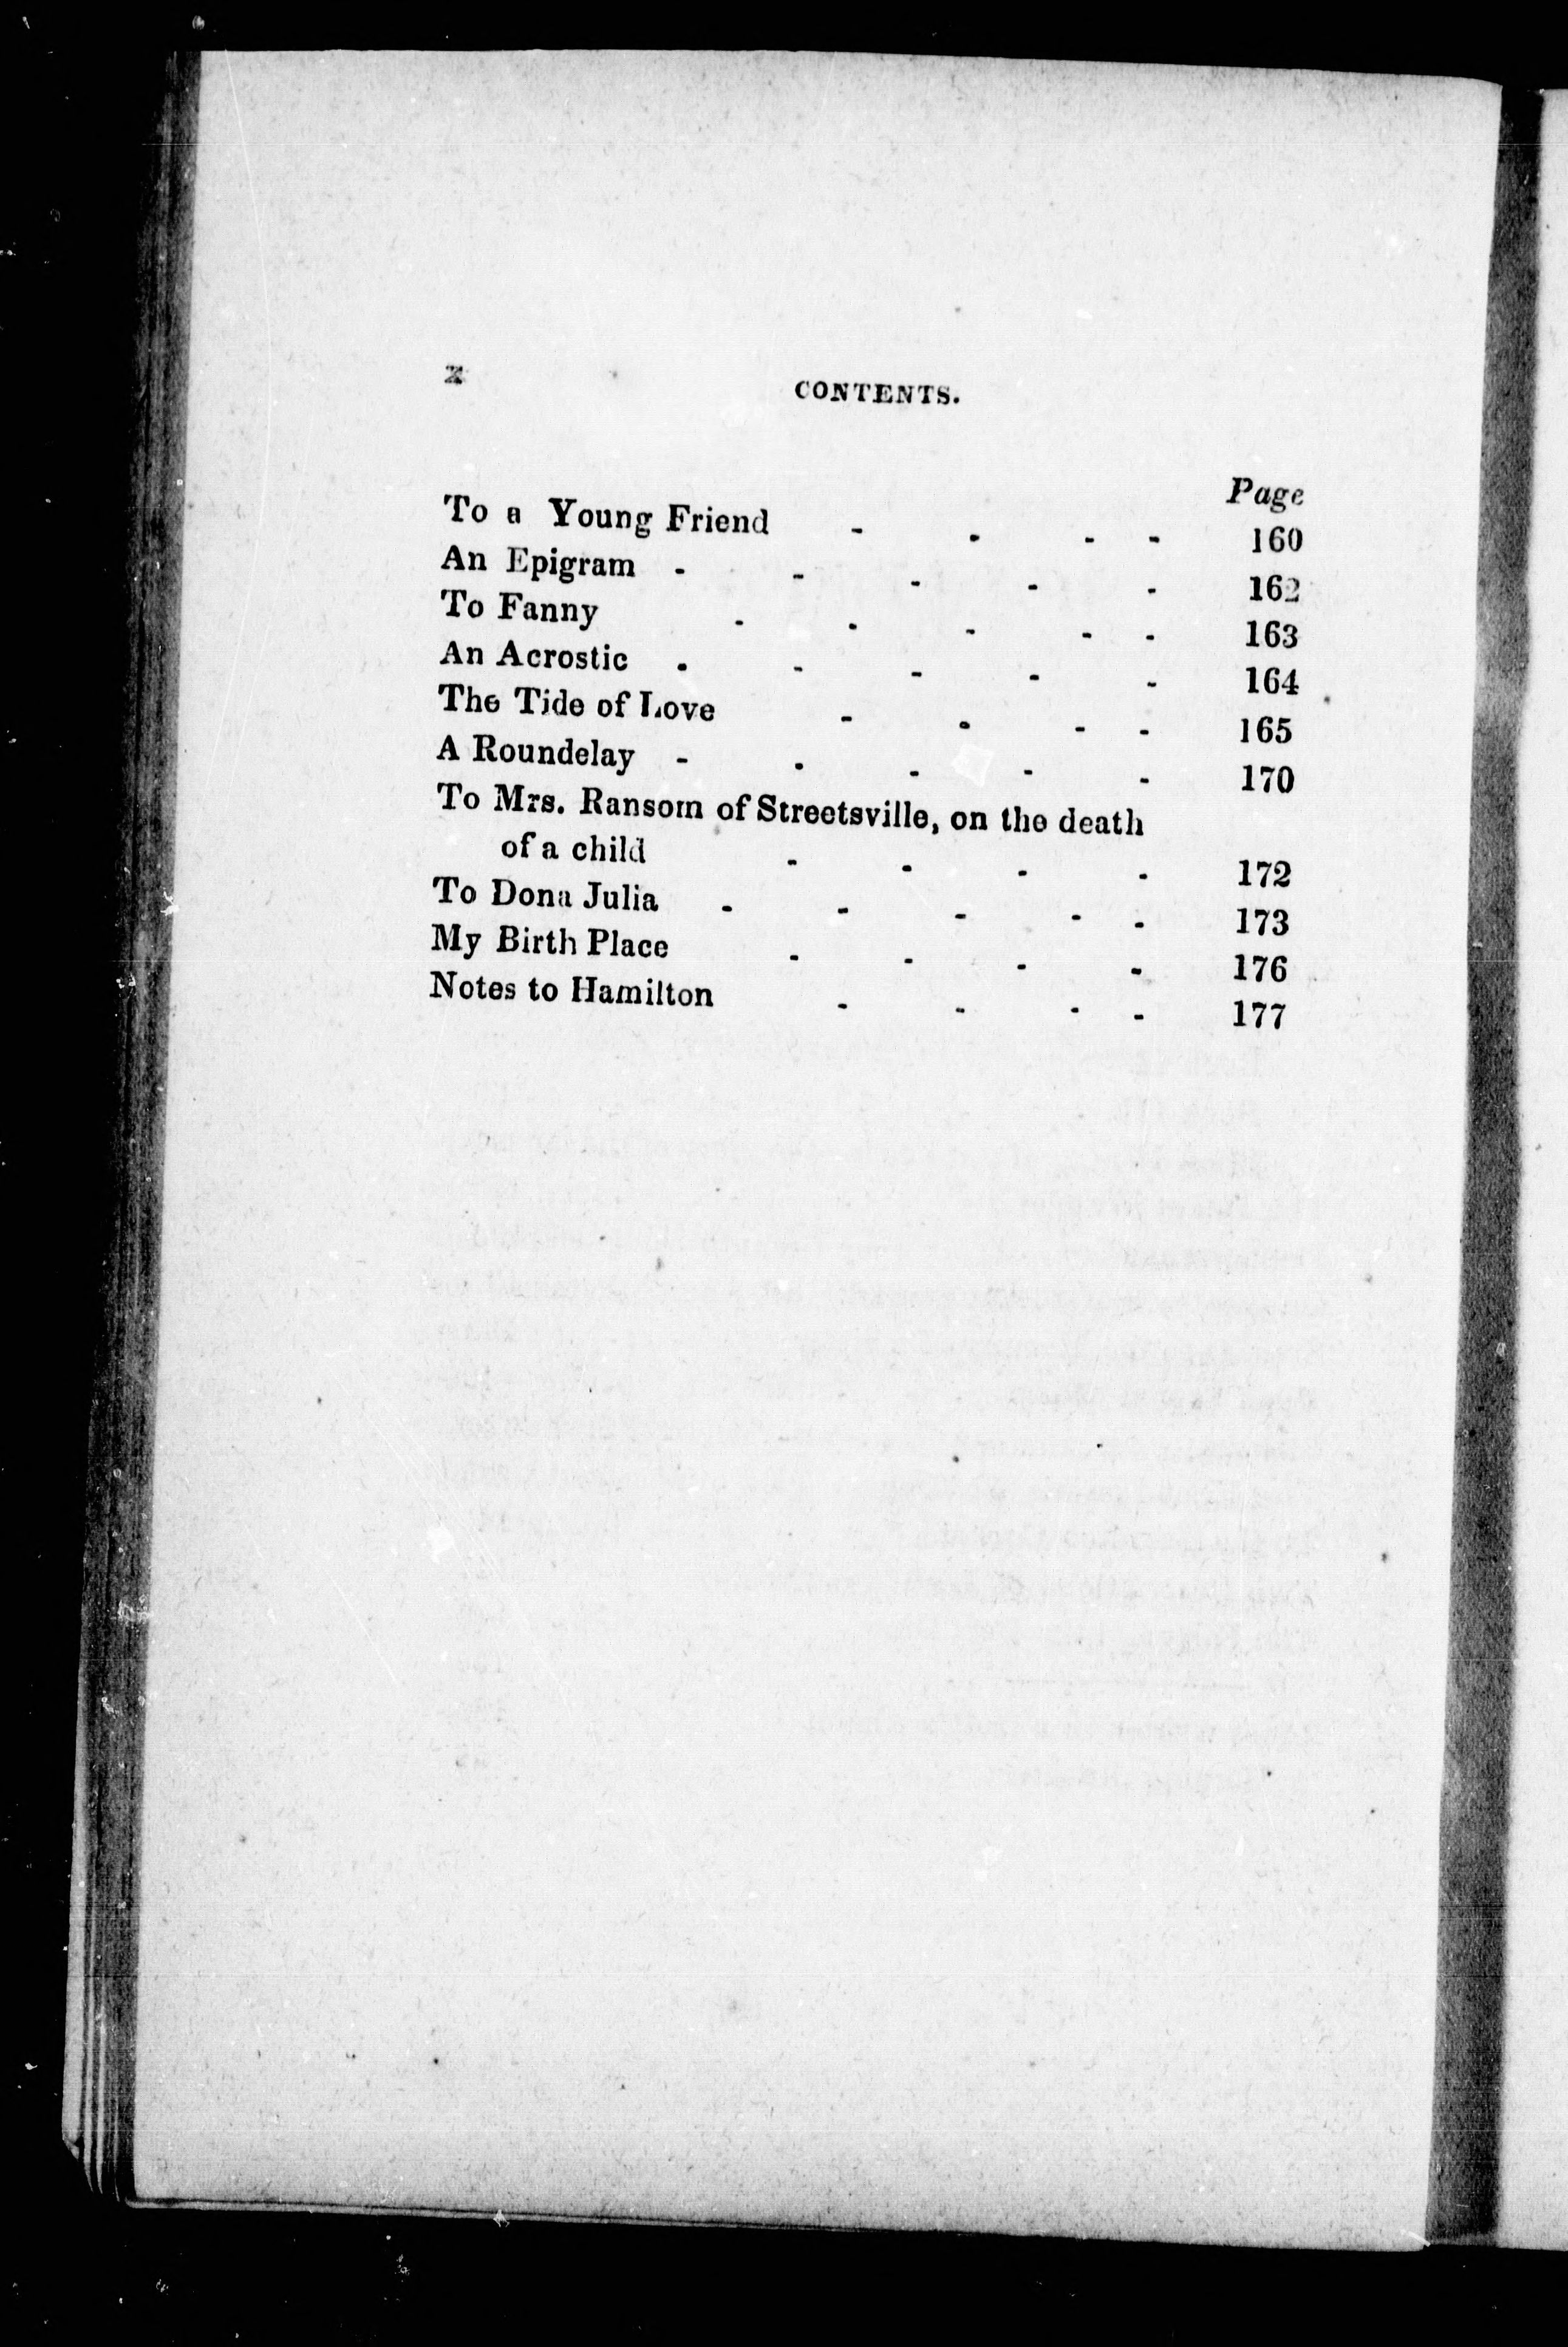 x CONTENTS.
Page
To a Young Friend - - - - 160
An Epigram - - - - - 162
To Fanny - - - - - 163
An Acrostic - - - - - 164
The Tide of Love - - - - 165
A Roundelay - - - - - 170
To Mrs. Ransom of Streetsville, on the death
of a child - - - - 172
To Dona Julia - - - - - 173
My Birth Place - - - - 176
Notes to Hamilton - - - - 177